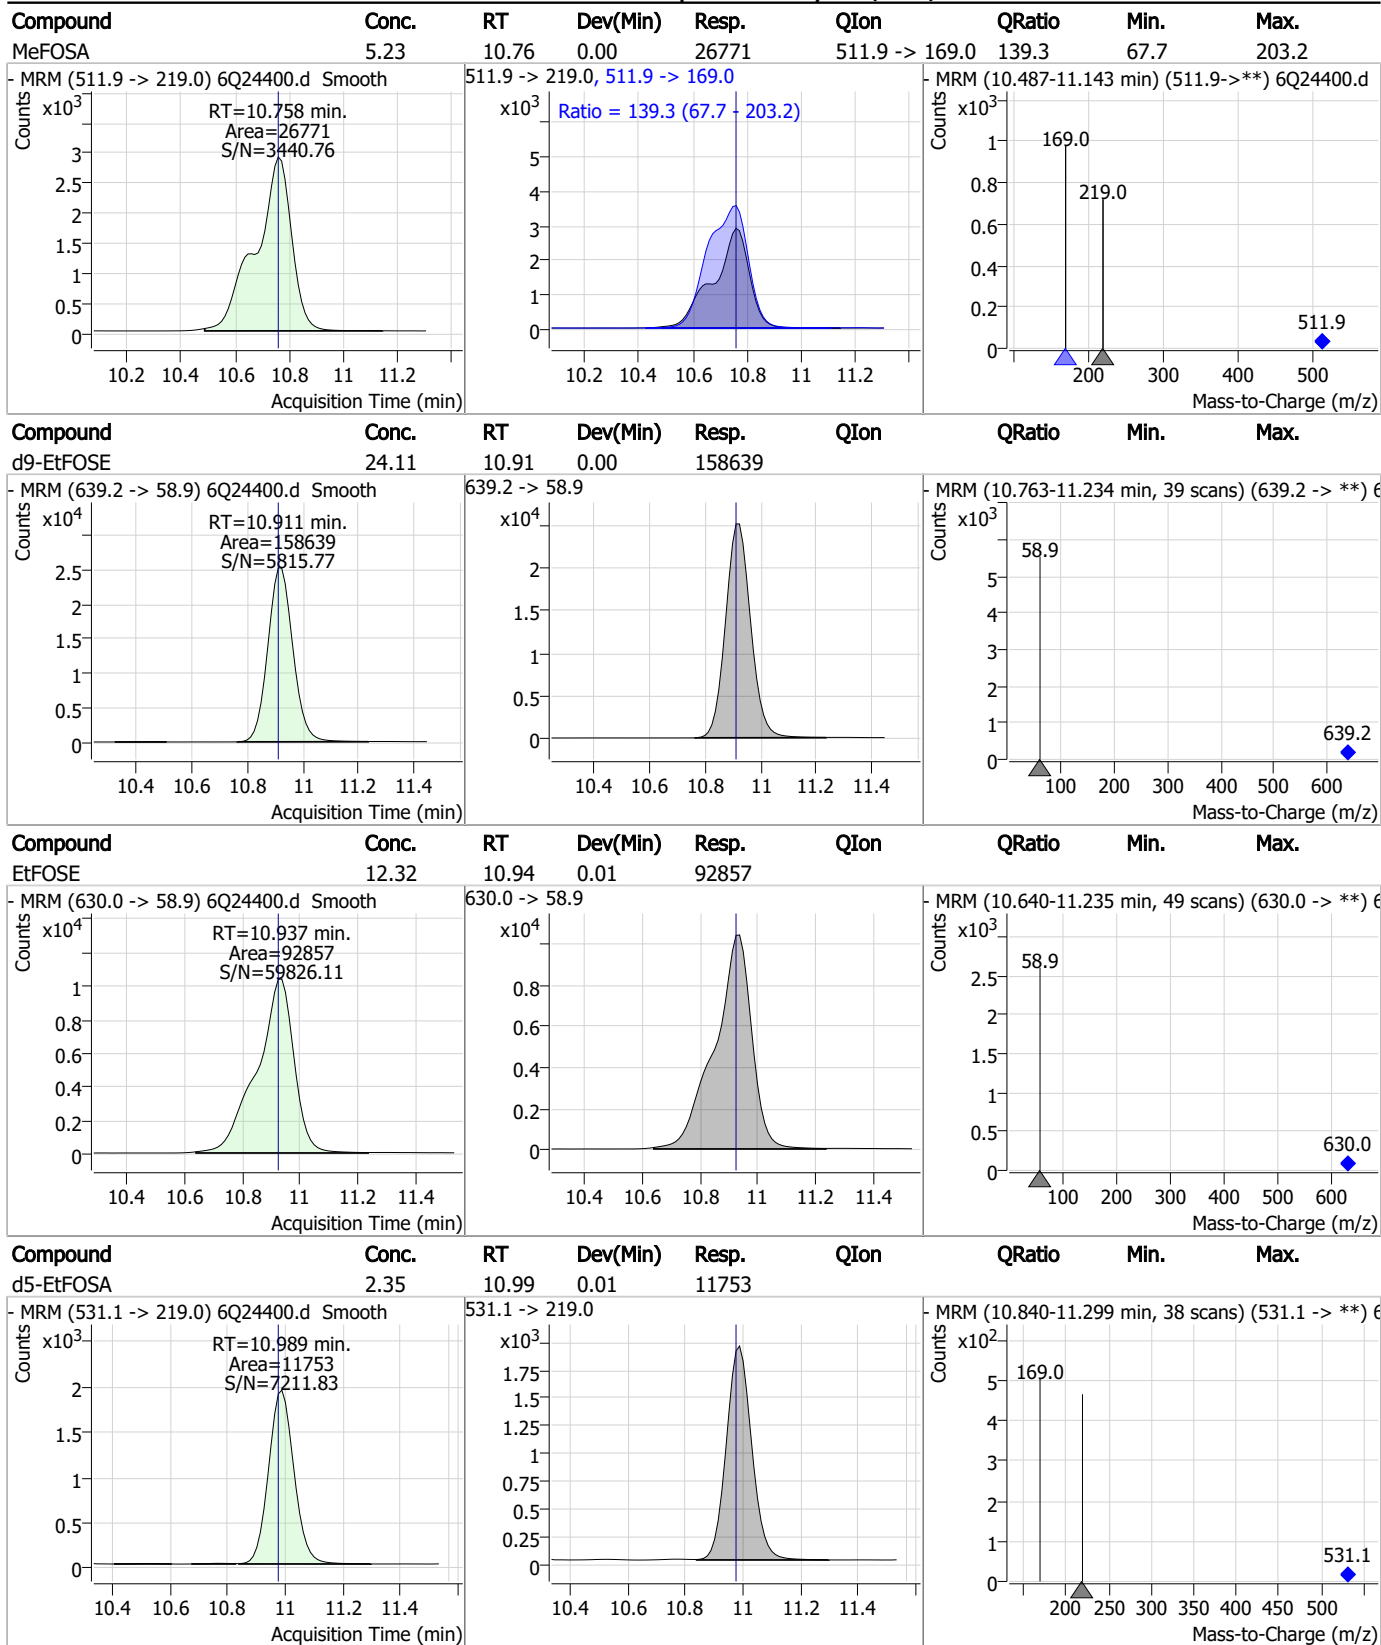 Compound Conc. RT Dev(Min) Resp. QIon QRatio Min. Max.
MeFOSA 5.23 10.76 0.00 26771 511.9 -> 169.0 139.3 67.7 203.2
- MRM (511.9 -> 219.0) 6Q24400.d Smooth
Counts
x10³
RT=10.758 min.
Area=26771
S/N=3440.76
3
2.5
2
1.5
1
0.5
0
10.2 10.4 10.6 10.8 11 11.2
Acquisition Time (min)
511.9 -> 219.0, 511.9 -> 169.0
x10³
Ratio = 139.3 (67.7 - 203.2)
5
4
3
2
1
0
10.2 10.4 10.6 10.8 11 11.2
- MRM (10.487-11.143 min) (511.9->**) 6Q24400.d
Counts
x10³
1
0.8
0.6
0.4
0.2
0
169.0
219.0
511.9
200 300 400 500
Mass-to-Charge (m/z)
Compound Conc. RT Dev(Min) Resp. QIon QRatio Min. Max.
d9-EtFOSE 24.11 10.91 0.00 158639
- MRM (639.2 -> 58.9) 6Q24400.d Smooth
Counts
x10⁴
RT=10.911 min.
Area=158639
S/N=5815.77
2.5
2
1.5
1
0.5
0
10.4 10.6 10.8 11 11.2 11.4
Acquisition Time (min)
639.2 -> 58.9
x10⁴
2
1.5
1
0.5
0
10.4 10.6 10.8 11 11.2 11.4
- MRM (10.763-11.234 min, 39 scans) (639.2 -> **) 6
Counts
x10³
58.9
5
4
3
2
1
0
639.2
100 200 300 400 500 600
Mass-to-Charge (m/z)
Compound Conc. RT Dev(Min) Resp. QIon QRatio Min. Max.
EtFOSE 12.32 10.94 0.01 92857
- MRM (630.0 -> 58.9) 6Q24400.d Smooth
Counts
x10⁴
RT=10.937 min.
Area=92857
S/N=59826.11
1
0.8
0.6
0.4
0.2
0
10.4 10.6 10.8 11 11.2 11.4
Acquisition Time (min)
630.0 -> 58.9
x10⁴
0.8
0.6
0.4
0.2
0
10.4 10.6 10.8 11 11.2 11.4
- MRM (10.640-11.235 min, 49 scans) (630.0 -> **) 6
Counts
x10³
58.9
2.5
2
1.5
1
0.5
0
630.0
100 200 300 400 500 600
Mass-to-Charge (m/z)
Compound Conc. RT Dev(Min) Resp. QIon QRatio Min. Max.
d5-EtFOSA 2.35 10.99 0.01 11753
- MRM (531.1 -> 219.0) 6Q24400.d Smooth
Counts
x10³
RT=10.989 min.
Area=11753
S/N=7211.83
2
1.5
1
0.5
0
10.4 10.6 10.8 11 11.2 11.4
Acquisition Time (min)
531.1 -> 219.0
x10³
1.75
1.5
1.25
1
0.75
0.5
0.25
0
10.4 10.6 10.8 11 11.2 11.4
- MRM (10.840-11.299 min, 38 scans) (531.1 -> **) 6
Counts
x10²
169.0
5
4
3
2
1
0
531.1
200 250 300 350 400 450 500
Mass-to-Charge (m/z)